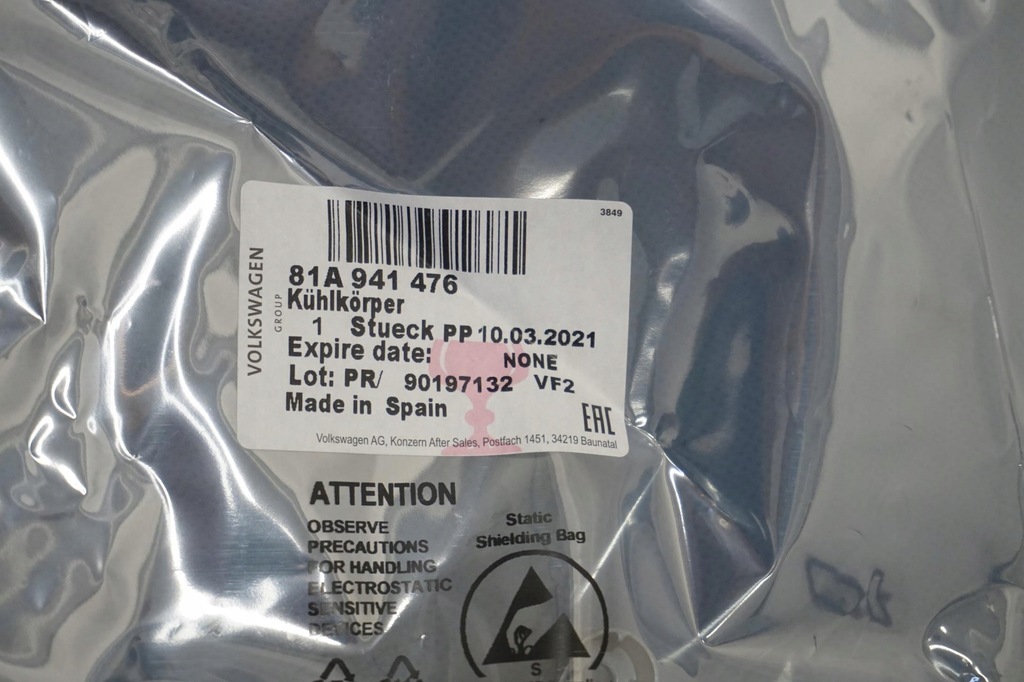 3849
81A 941 476
Kühlkörper
1 Stueck PP 10.03.2021
Expire date: NONE
Lot: PR/ 90197132 VF2
Made in Spain
EAC
Volkswagen AG, Konzern After Sales, Postfach 1451, 34219 Baunatal
VOLKSWAGEN
GROUP
ATTENTION
OBSERVE
PRECAUTIONS
FOR HANDLING
ELECTROSTATIC
SENSITIVE
DEVICES
Static
Shielding Bag
S